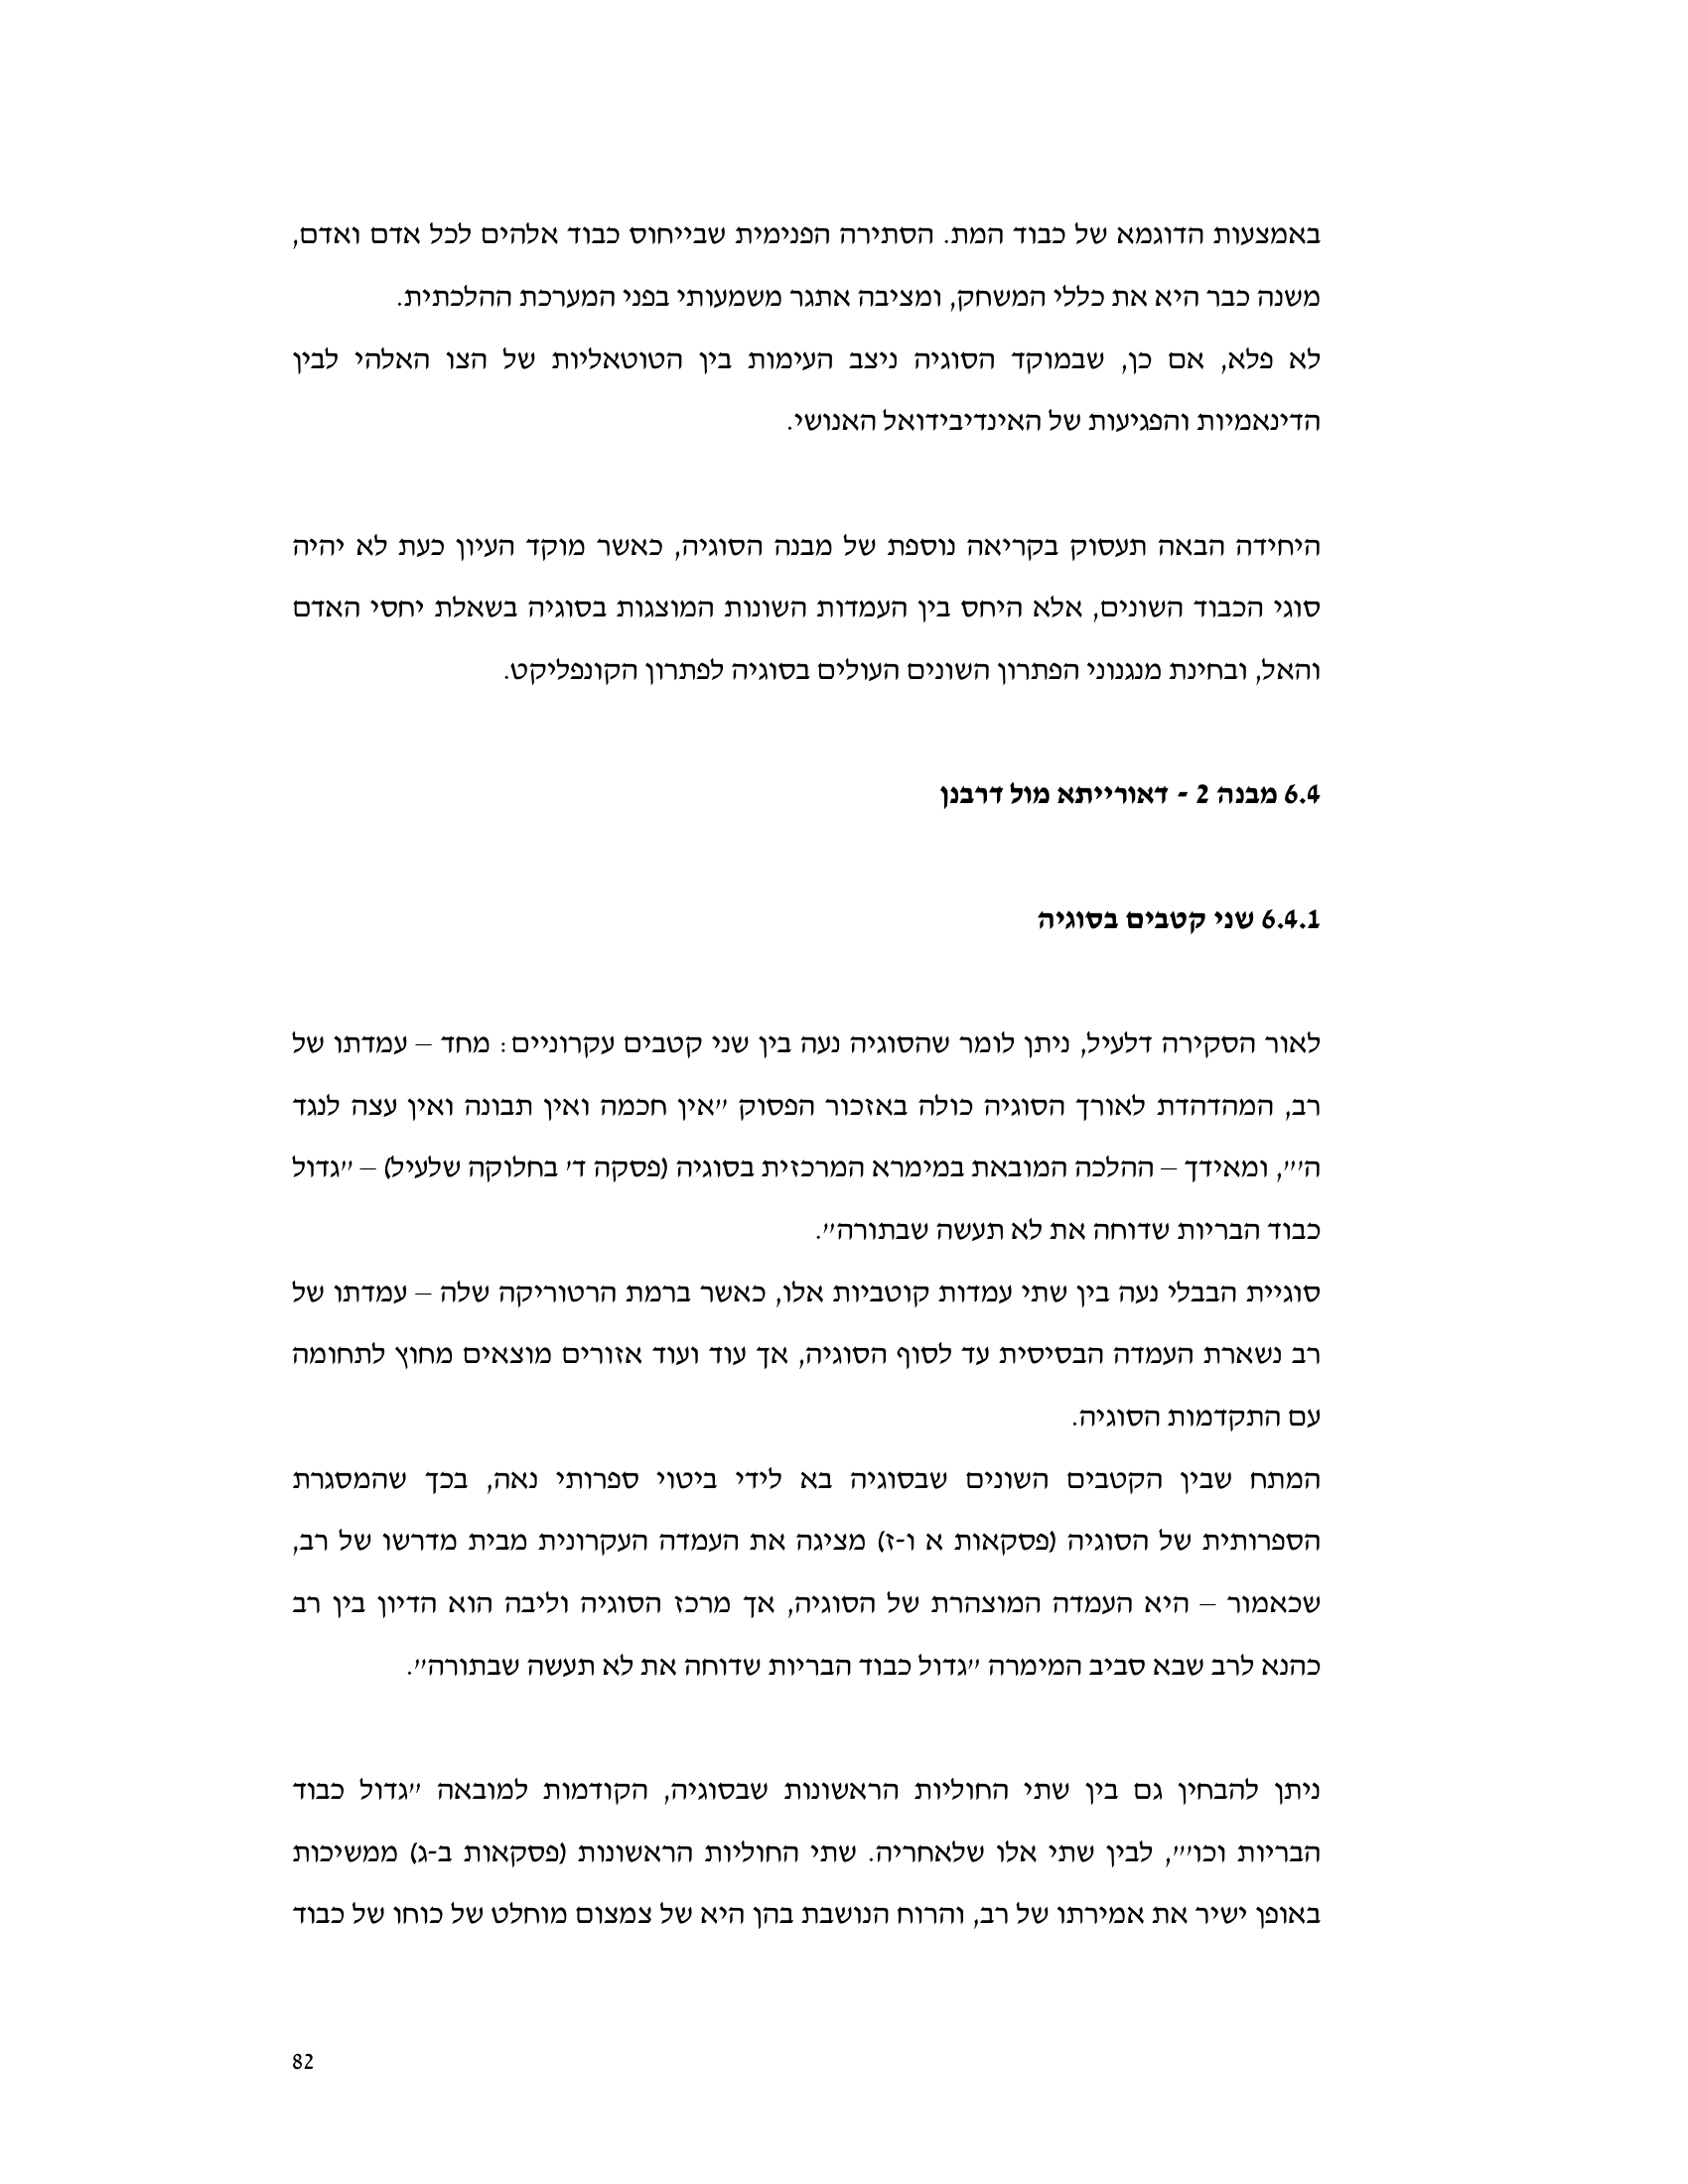 באמצעות הדוגמא של כבוד המת. הסתירה הפנימית שבייחוס כבוד אלהים לכל אדם ואדם,
משנה כבר היא את כללי המשחק, ומציבה אתגר משמעותי בפני המערכת ההלכתית.
לא פלא, אם כן, שבמוקד הסוגיה ניצב העימות בין הטוטאליות של הצו האלהי לבין
הדינאמיות והפגיעות של האינדיבידואל האנושי.
היחידה הבאה תעסוק בקריאה נוספת של מבנה הסוגיה, כאשר מוקד העיון כעת לא יהיה
סוגי הכבוד השונים, אלא היחס בין העמדות השונות המוצגות בסוגיה בשאלת יחסי האדם
והאל, ובחינת מנגנוני הפתרון השונים העולים בסוגיה לפתרון הקונפליקט.
6.4 מבנה 2 - דאורייתא מול דרבנן
6.4.1 שני קטבים בסוגיה
לאור הסקירה דלעיל, ניתן לומר שהסוגיה נעה בין שני קטבים עקרוניים: מחד – עמדתו של
רב, המהדהדת לאורך הסוגיה כולה באזכור הפסוק "אין חכמה ואין תבונה ואין עצה לנגד
ה'", ומאידך – ההלכה המובאת במימרא המרכזית בסוגיה (פסקה ד' בחלוקה שלעיל) – "גדול
כבוד הבריות שדוחה את לא תעשה שבתורה".
סוגיית הבבלי נעה בין שתי עמדות קוטביות אלו, כאשר ברמת הרטוריקה שלה – עמדתו של
רב נשארת העמדה הבסיסית עד לסוף הסוגיה, אך עוד ועוד אזורים מוצאים מחוץ לתחומה
עם התקדמות הסוגיה.
המתח שבין הקטבים השונים שבסוגיה בא לידי ביטוי ספרותי נאה, בכך שהמסגרת
הספרותית של הסוגיה (פסקאות א ו-ז) מציגה את העמדה העקרונית מבית מדרשו של רב,
שכאמור – היא העמדה המוצהרת של הסוגיה, אך מרכז הסוגיה וליבה הוא הדיון בין רב
כהנא לרב שבא סביב המימרה "גדול כבוד הבריות שדוחה את לא תעשה שבתורה".
ניתן להבחין גם בין שתי החוליות הראשונות שבסוגיה, הקודמות למובאה "גדול כבוד
הבריות וכו'", לבין שתי אלו שלאחריה. שתי החוליות הראשונות (פסקאות ב-ג) ממשיכות
באופן ישיר את אמירתו של רב, והרוח הנושבת בהן היא של צמצום מוחלט של כוחו של כבוד
82